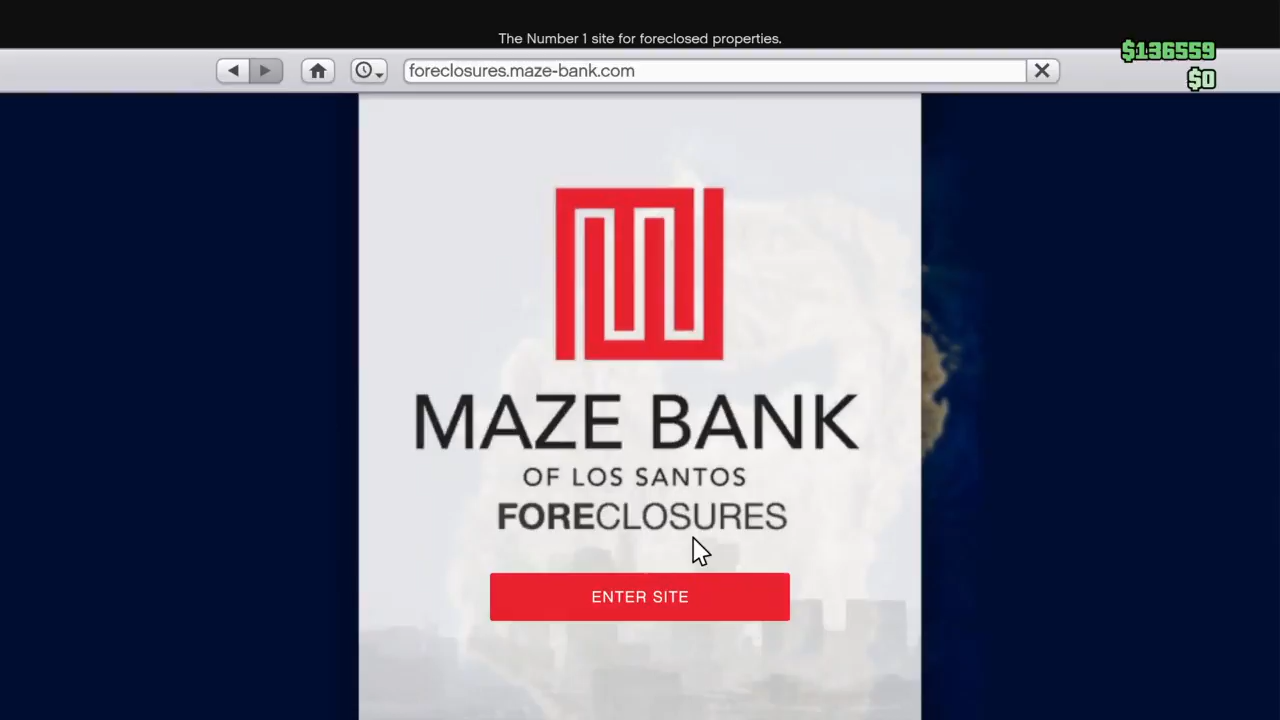 The Number 1 site for foreclosed properties.
$136559
foreclosures.maze-bank.com
$0
MAZE BANK
OF LOS SANTOS
FORECLOSURES
ENTER SITE